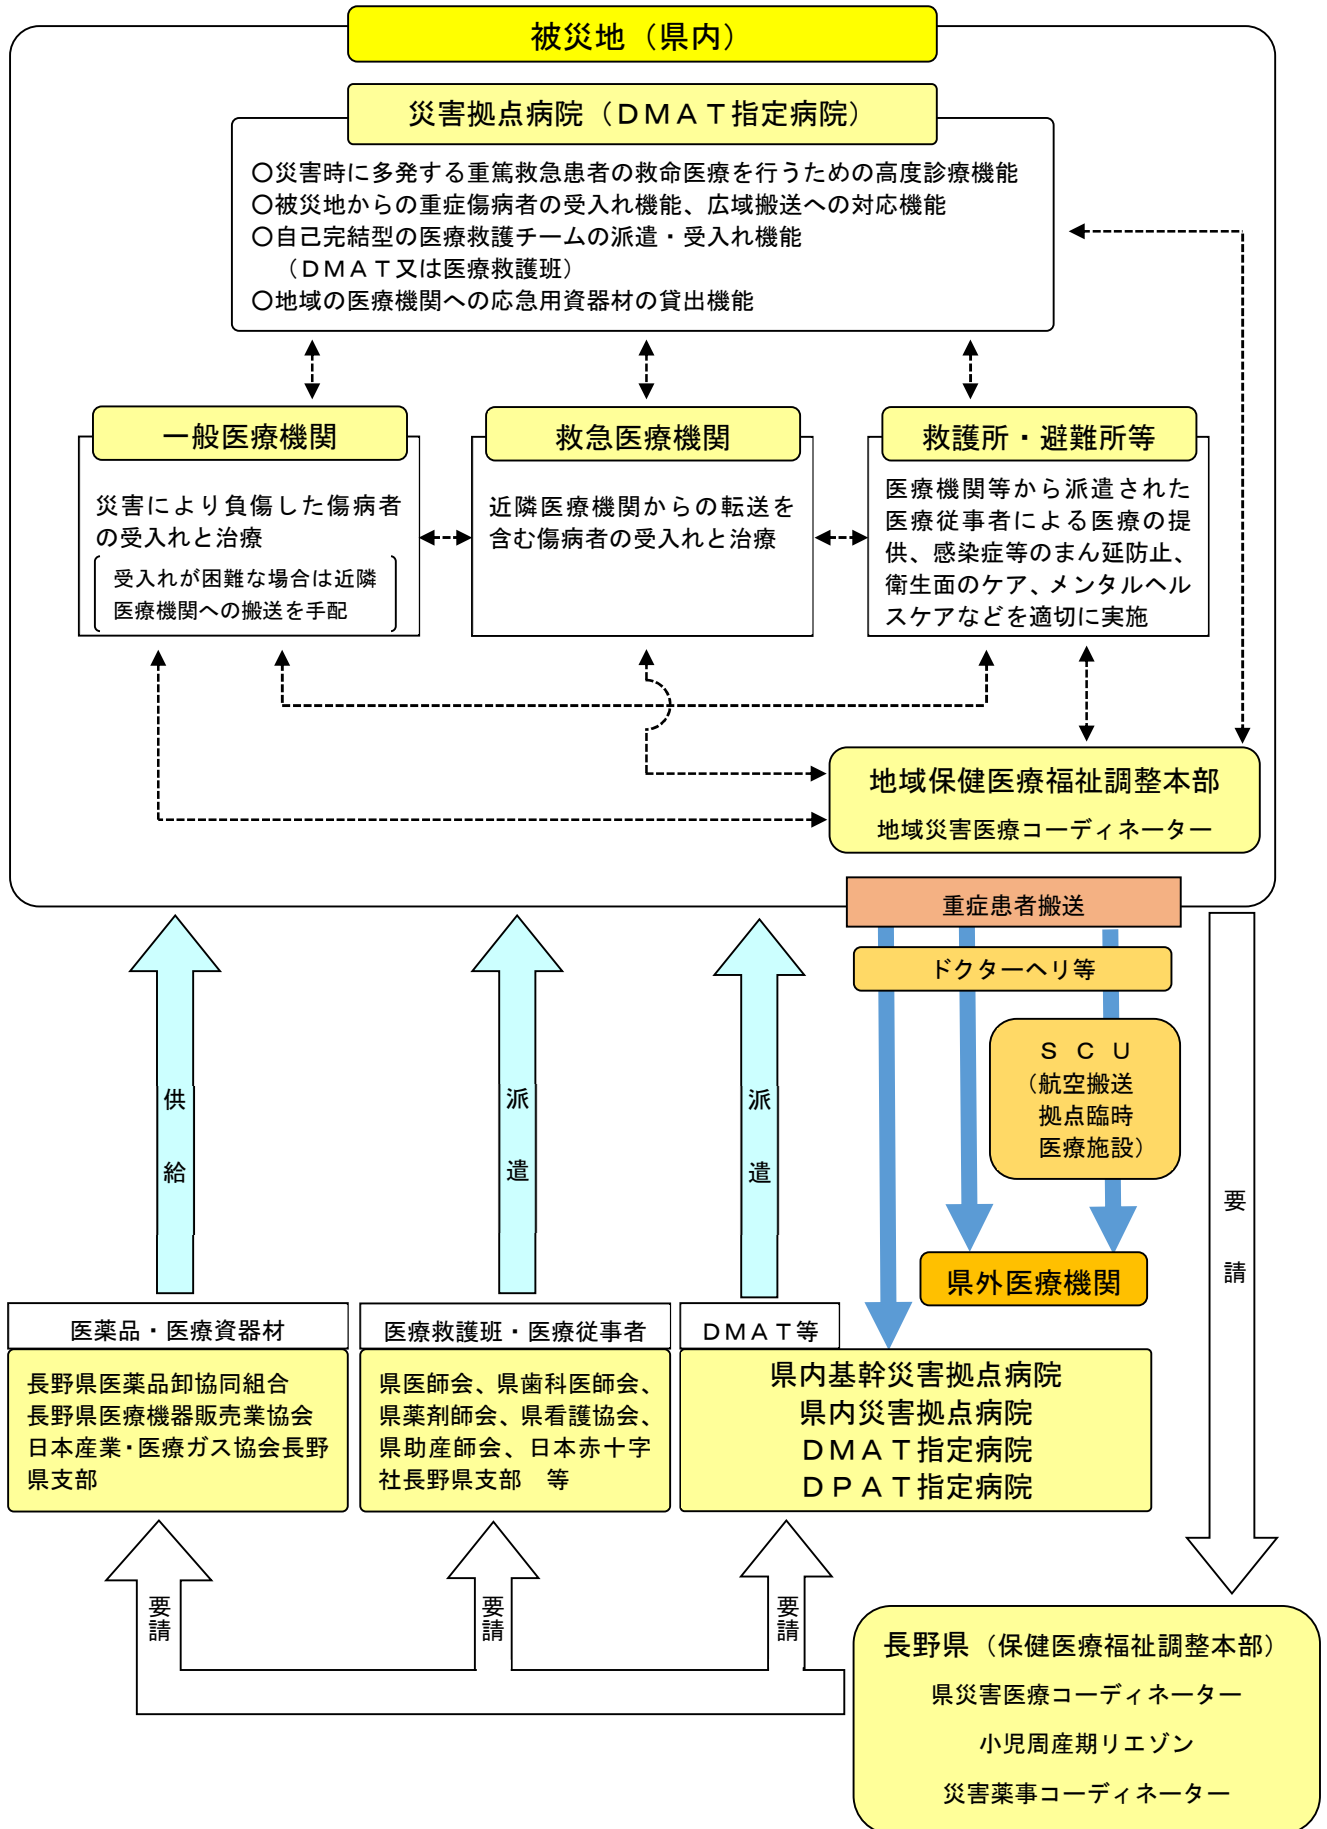 被災地（県内）
災害拠点病院（ＤＭＡＴ指定病院）
〇災害時に多発する重篤救急患者の救命医療を行うための高度診療機能
〇被災地からの重症傷病者の受入れ機能、広域搬送への対応機能
〇自己完結型の医療救護チームの派遣・受入れ機能
（ＤＭＡＴ又は医療救護班）
〇地域の医療機関への応急用資器材の貸出機能
一般医療機関
災害により負傷した傷病者
の受入れと治療
受入れが困難な場合は近隣
医療機関への搬送を手配
救急医療機関
近隣医療機関からの転送を
含む傷病者の受入れと治療
救護所・避難所等
医療機関等から派遣された
医療従事者による医療の提
供、感染症等のまん延防止、
衛生面のケア、メンタルヘル
スケアなどを適切に実施
地域保健医療福祉調整本部
地域災害医療コーディネーター
重症患者搬送
ドクターヘリ等
ＳＣＵ
（航空搬送
拠点臨時
医療施設）
供給
派遣
派遣
要請
県外医療機関
医薬品・医療資器材
長野県医薬品卸協同組合
長野県医療機器販売業協会
日本産業・医療ガス協会長野
県支部
医療救護班・医療従事者
県医師会、県歯科医師会、
県薬剤師会、県看護協会、
県助産師会、日本赤十字
社長野県支部　等
ＤＭＡＴ等
県内基幹災害拠点病院
県内災害拠点病院
ＤＭＡＴ指定病院
ＤＰＡＴ指定病院
要請
要請
要請
長野県（保健医療福祉調整本部）
県災害医療コーディネーター
小児周産期リエゾン
災害薬事コーディネーター